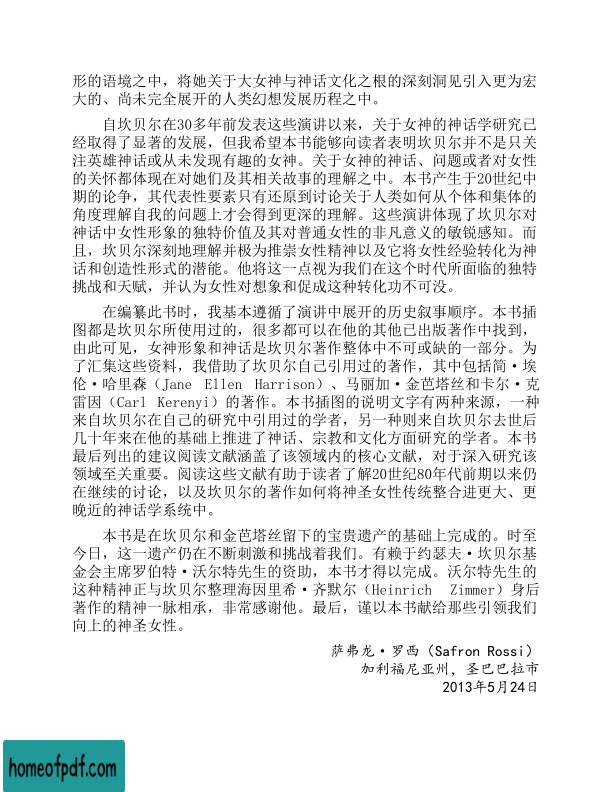 形的语境之中，将她关于大女神与神话文化之根的深刻洞见引入更为宏
大的、尚未完全展开的人类幻想发展历程之中。
自坎贝尔在30多年前发表这些演讲以来，关于女神的神话学研究已
经取得了显著的发展，但我希望本书能够向读者表明坎贝尔并不是只关
注英雄神话或从未发现有趣的女神。关于女神的神话、问题或者对女性
的关怀都体现在对她们及其相关故事的理解之中。本书产生于20世纪中
期的论争，其代表性要素只有还原到讨论关于人类如何从个体和集体的
角度理解自我的问题上才会得到更深的理解。这些演讲体现了坎贝尔对
神话中女性形象的独特价值及其对普通女性的非凡意义的敏锐感知。而
且，坎贝尔深刻地理解并极为推崇女性精神以及它将女性经验转化为神
话和创造性形式的潜能。他将这一点视为我们在这个时代所面临的独特
挑战和天赋，并认为女性对想象和促成这种转化功不可没。
在编纂此书时，我基本遵循了演讲中展开的历史叙事顺序。本书插
图都是坎贝尔所使用过的，很多都可以在他的其他已出版著作中找到，
由此可见，女神形象和神话是坎贝尔著作整体中不可或缺的一部分。为
了汇集这些资料，我借助了坎贝尔自己引用过的著作，其中包括简·埃
伦·哈里森（Jane Ellen Harrison）、马丽加·金芭塔丝和卡尔·克
雷因（Carl Kerenyi）的著作。本书插图的说明文字有两种来源，一种
来自坎贝尔在自己的研究中引用过的学者，另一种则来自坎贝尔去世后
几十年来在他的基础上推进了神话、宗教和文化方面研究的学者。本书
最后列出的建议阅读文献涵盖了该领域内的核心文献，对于深入研究该
领域至关重要。阅读这些文献有助于读者了解20世纪80年代前期以来仍
在继续的讨论，以及坎贝尔的著作如何将神圣女性传统整合进更大、更
晚近的神话学系统中。
本书是在坎贝尔和金芭塔丝留下的宝贵遗产的基础上完成的。时至
今日，这一遗产仍在不断刺激和挑战着我们。有赖于约瑟夫·坎贝尔基
金会主席罗伯特·沃尔特先生的资助，本书才得以完成。沃尔特先生的
这种精神正与坎贝尔整理海因里希·齐默尔（Heinrich Zimmer）身后
著作的精神一脉相承，非常感谢他。最后，谨以本书献给那些引领我们
向上的神圣女性。
萨弗龙·罗西（Safron Rossi）
加利福尼亚州，圣巴巴拉市
2013年5月24日
homeofpdf.com